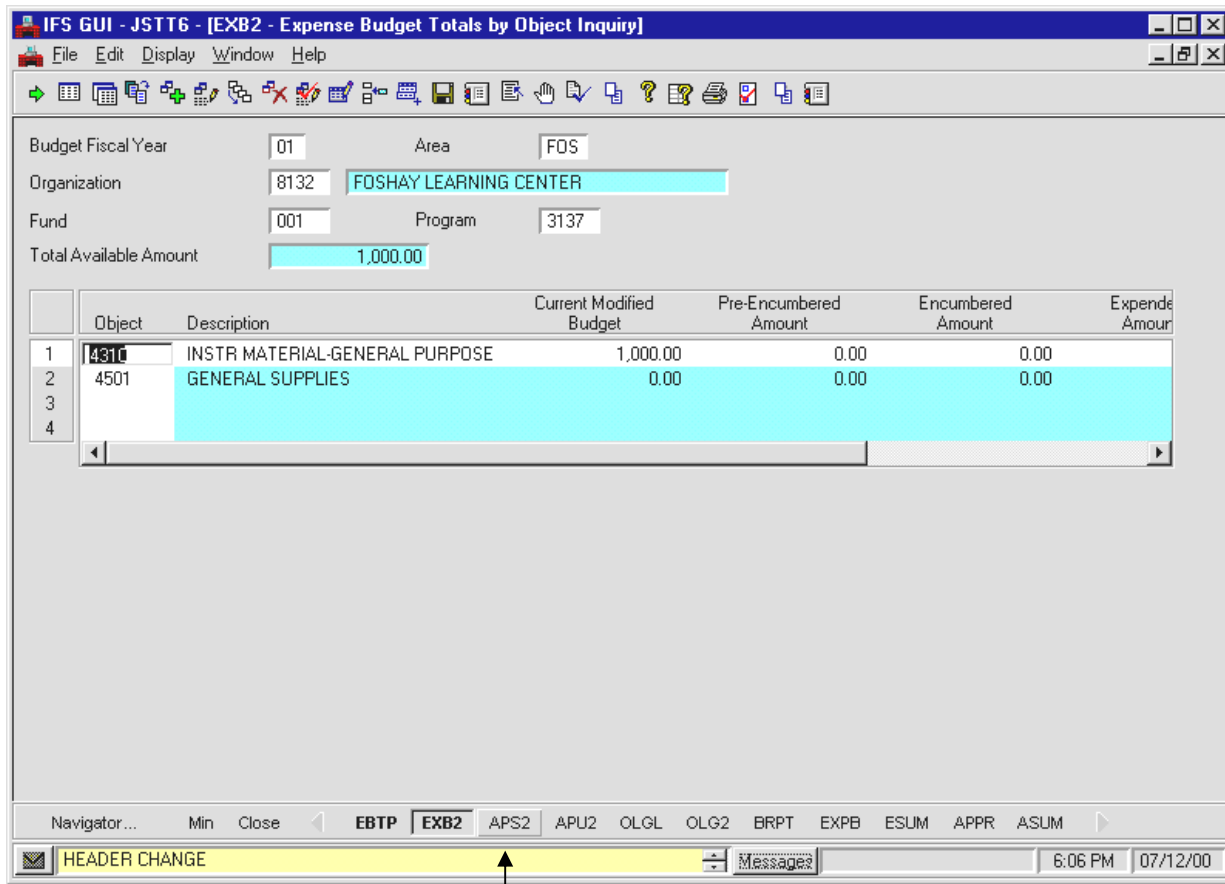 IFS GUI - JSTT6 - [EXB2 - Expense Budget Totals by Object Inquiry]
File Edit Display Window Help
Budget Fiscal Year 01 Area FOS
Organization 8132 FOSHAY LEARNING CENTER
Fund 001 Program 3137
Total Available Amount 1,000.00
Current Modified Pre-Encumbered Encumbered Expende
Object Description Budget Amount Amount Amour
1 4310 INSTR MATERIAL-GENERAL PURPOSE 1,000.00 0.00 0.00
2 4501 GENERAL SUPPLIES 0.00 0.00 0.00
3
4
Navigator... Min Close EBTP EXB2 APS2 APU2 OLGL OLG2 BRPT EXPB ESUM APPR ASUM
HEADER CHANGE Messages 6:06 PM 07/12/00